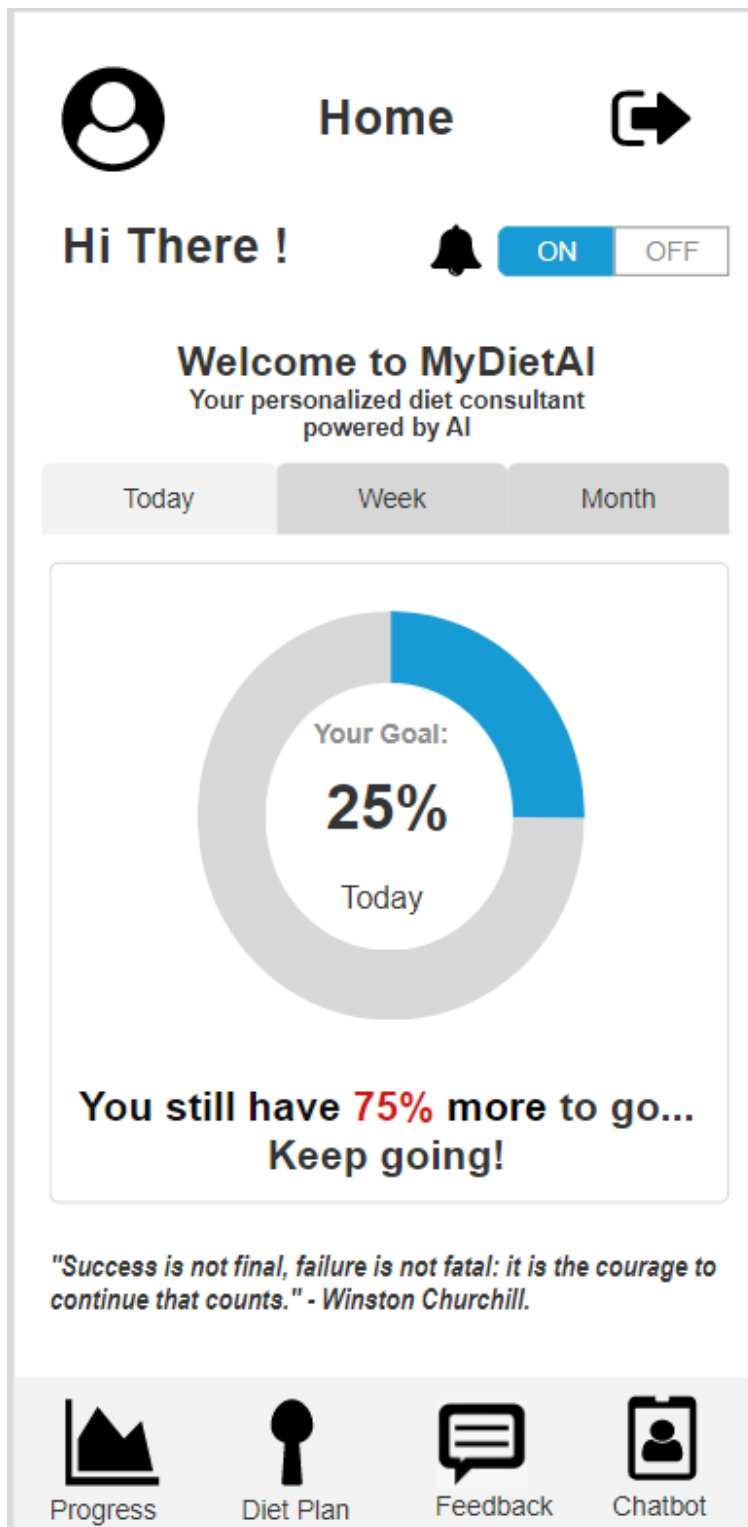 Home
Hi There !
ON OFF
Welcome to MyDietAI
Your personalized diet consultant
powered by AI
Today Week Month
Your Goal:
25%
Today
You still have 75% more to go...
Keep going!
"Success is not final, failure is not fatal: it is the courage to
continue that counts." - Winston Churchill.
Progress Diet Plan Feedback Chatbot